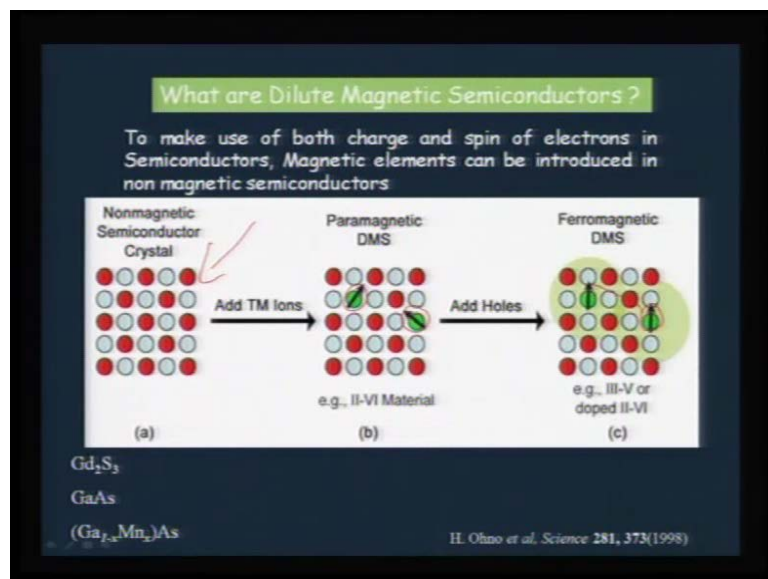 What are Dilute Magnetic Semiconductors ?
To make use of both charge and spin of electrons in
Semiconductors, Magnetic elements can be introduced in
non magnetic semiconductors
Nonmagnetic
Semiconductor
Crystal
Paramagnetic
DMS
Ferromagnetic
DMS
Add TM Ions
Add Holes
e.g., II-VI Material
e.g., III-V or
doped II-VI
(a)
(b)
(c)
Gd₂S₃
GaAs
(Ga₁₋ₓMnₓ)As
H. Ohno et al, Science 281, 373(1998)